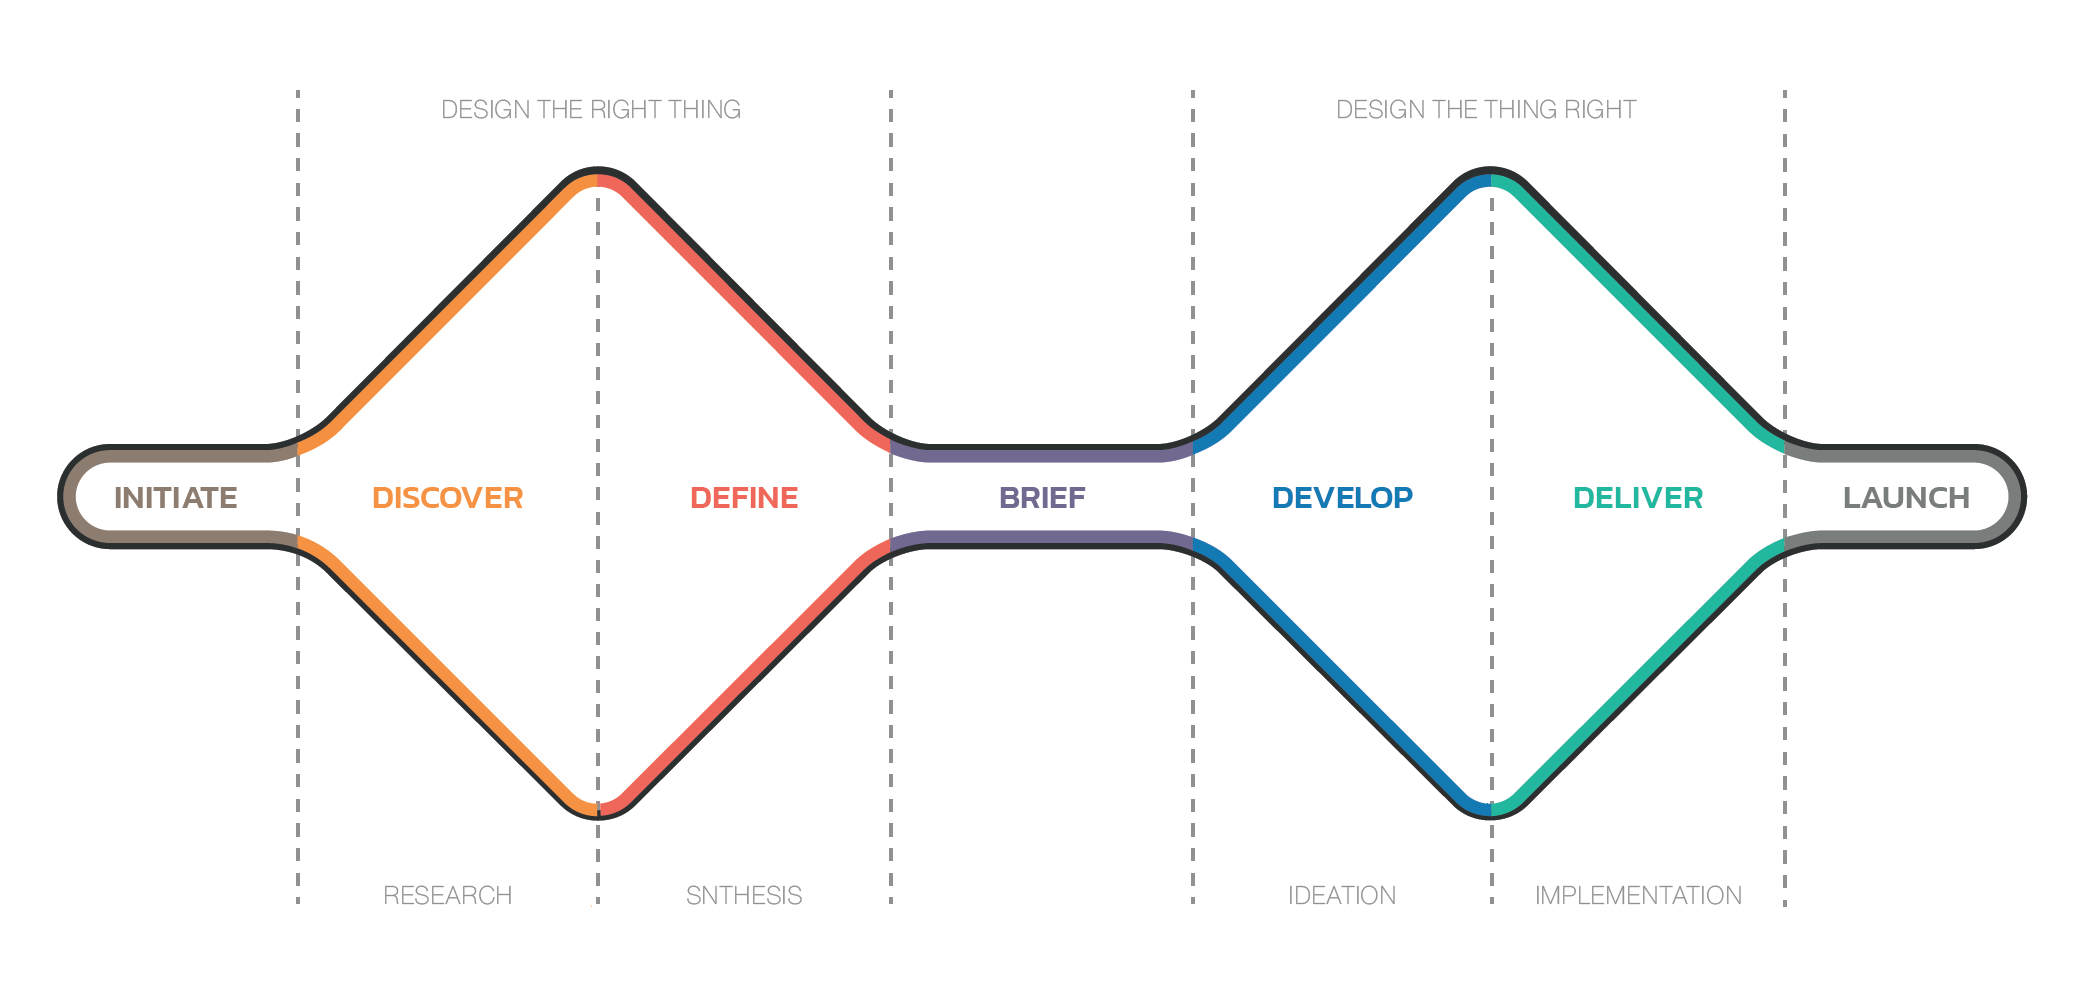 DESIGN THE RIGHT THING
DESIGN THE THING RIGHT
INITIATE
DISCOVER
DEFINE
BRIEF
DEVELOP
DELIVER
LAUNCH
RESEARCH
SNTHESIS
IDEATION
IMPLEMENTATION